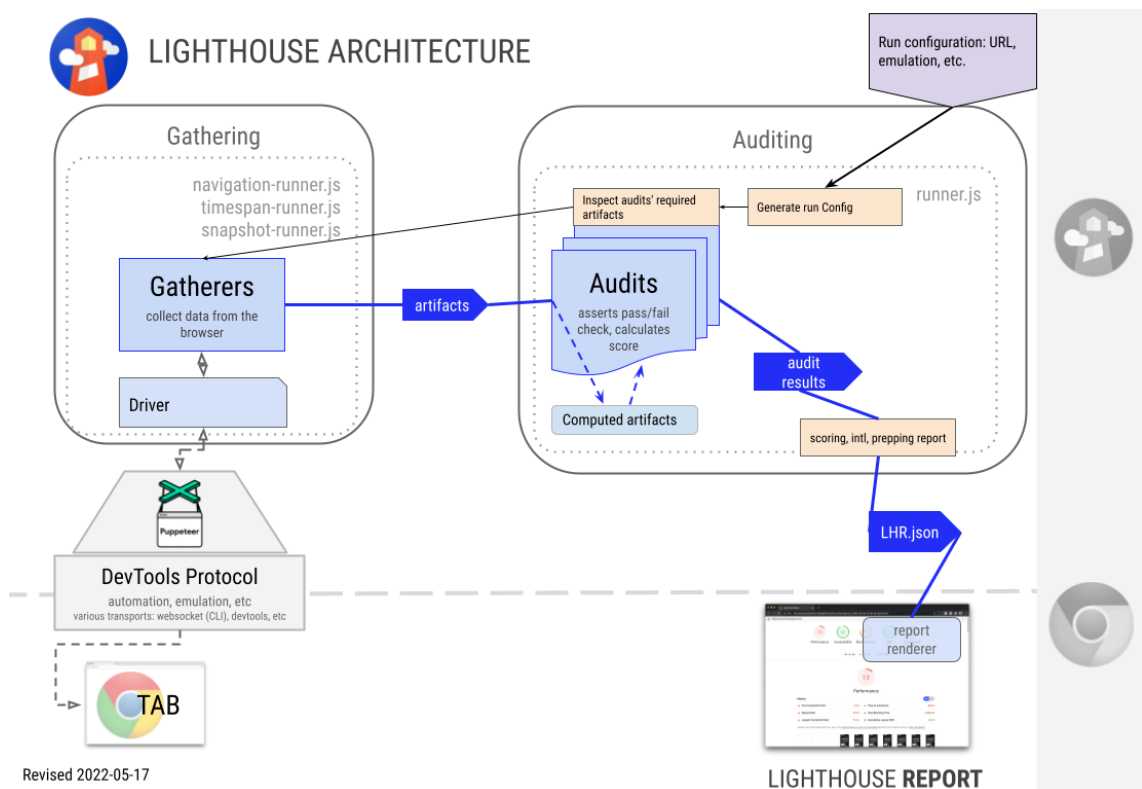 LIGHTHOUSE ARCHITECTURE
Run configuration: URL,
emulation, etc.
Gathering
navigation-runner.js
timespan-runner.js
snapshot-runner.js
Gatherers
collect data from the
browser
Driver
Puppeteer
DevTools Protocol
automation, emulation, etc
various transports: websocket (CLI), devtools, etc
TAB
artifacts
Auditing
runner.js
Inspect audits' required
artifacts
Generate run Config
Audits
asserts pass/fail
check, calculates
score
Computed artifacts
audit
results
scoring, intl, prepping report
LHR.json
report
renderer
Performance
13
Performance
LIGHTHOUSE REPORT
Revised 2022-05-17